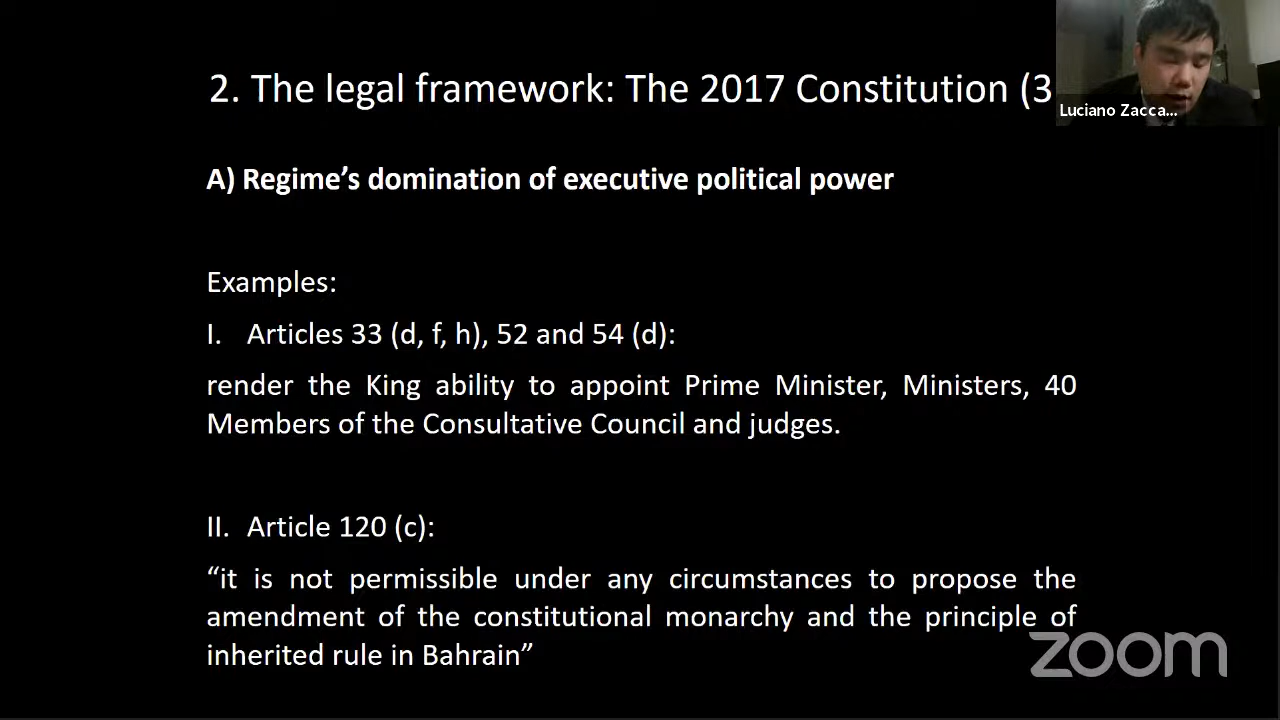 2. The legal framework: The 2017 Constitution (3
Luciano Zacca...
A) Regime’s domination of executive political power
Examples:
I. Articles 33 (d, f, h), 52 and 54 (d):
render the King ability to appoint Prime Minister, Ministers, 40
Members of the Consultative Council and judges.
II. Article 120 (c):
“it is not permissible under any circumstances to propose the
amendment of the constitutional monarchy and the principle of
inherited rule in Bahrain”
zoom